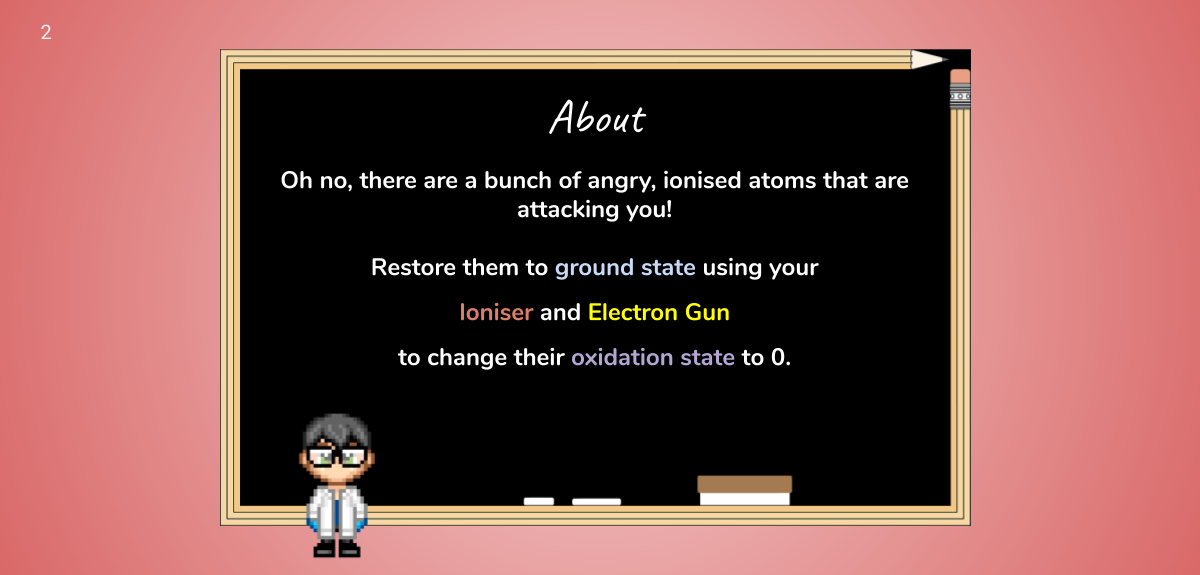 2
About
Oh no, there are a bunch of angry, ionised atoms that are
attacking you!
Restore them to ground state using your
Ioniser and Electron Gun
to change their oxidation state to 0.